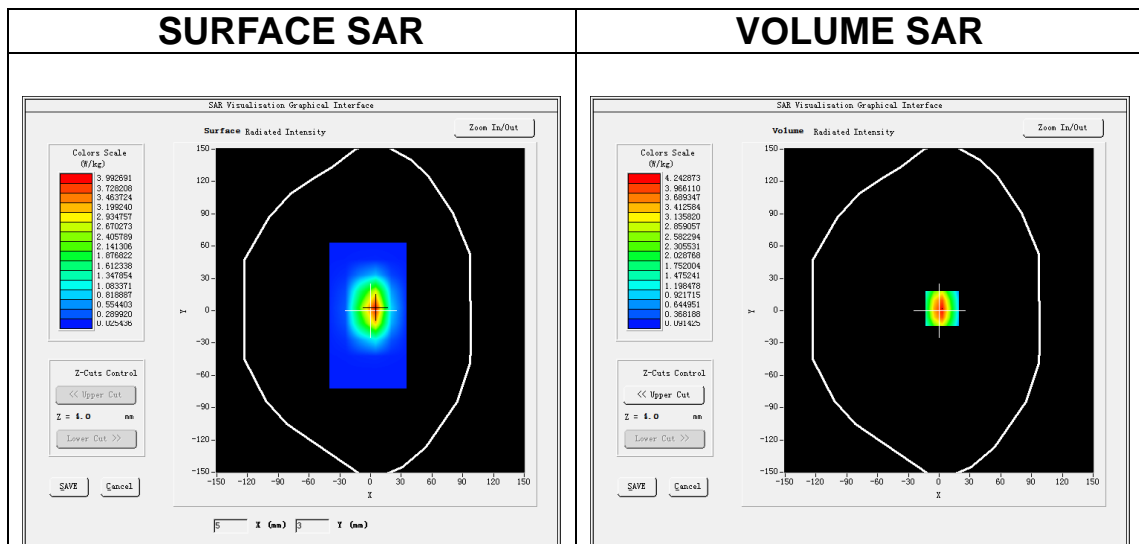 SURFACE SAR
SAR Visualisation Graphical Interface
Surface Radiated Intensity
Zoom In/Out
Colors Scale
(W/kg)
3.992691
3.728208
3.463724
3.199240
2.934757
2.670273
2.405789
2.141306
1.876822
1.612338
1.347854
1.083371
0.818887
0.554403
0.289920
0.025436
Z-Cuts Control
<< Upper Cut
Z = 4.0 mm
Lower Cut >>
SAVE Cancel
150
120
90
60
30
0
-30
-60
-90
-120
-150
Y
-150 -120 -90 -60 -30 0 30 60 90 120 150
X
5 X (mm) 3 Y (mm)
VOLUME SAR
SAR Visualisation Graphical Interface
Volume Radiated Intensity
Zoom In/Out
Colors Scale
(W/kg)
4.242873
3.966110
3.689347
3.412584
3.135820
2.859057
2.582294
2.305531
2.028768
1.752004
1.475241
1.198478
0.921715
0.644951
0.368188
0.091425
Z-Cuts Control
<< Upper Cut
Z = 4.0 mm
Lower Cut >>
SAVE Cancel
150
120
90
60
30
0
-30
-60
-90
-120
-150
Y
-150 -120 -90 -60 -30 0 30 60 90 120 150
X